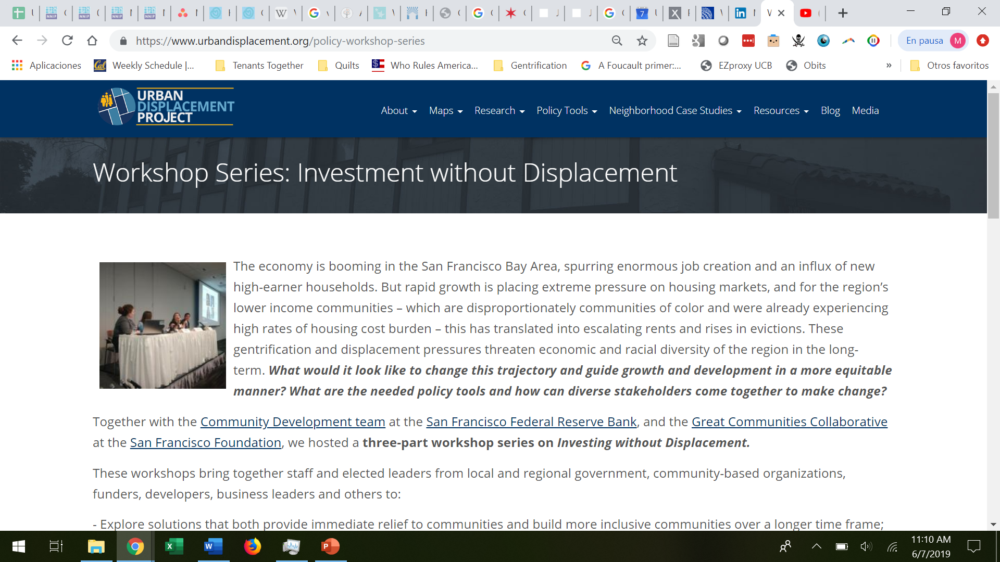 https://www.urbandisplacement.org/policy-workshop-series
En pausa
M
Aplicaciones
Weekly Schedule |...
Tenants Together
Quilts
Who Rules America...
Gentrification
A Foucault primer:...
EZproxy UCB
Obits
»
Otros favoritos
URBAN
DISPLACEMENT
PROJECT
About
Maps
Research
Policy Tools
Neighborhood Case Studies
Resources
Blog
Media
Workshop Series: Investment without Displacement
The economy is booming in the San Francisco Bay Area, spurring enormous job creation and an influx of new
high-earner households. But rapid growth is placing extreme pressure on housing markets, and for the region’s
lower income communities – which are disproportionately communities of color and were already experiencing
high rates of housing cost burden – this has translated into escalating rents and rises in evictions. These
gentrification and displacement pressures threaten economic and racial diversity of the region in the long-
term. What would it look like to change this trajectory and guide growth and development in a more equitable
manner? What are the needed policy tools and how can diverse stakeholders come together to make change?
Together with the Community Development team at the San Francisco Federal Reserve Bank, and the Great Communities Collaborative
at the San Francisco Foundation, we hosted a three-part workshop series on Investing without Displacement.
These workshops bring together staff and elected leaders from local and regional government, community-based organizations,
funders, developers, business leaders and others to:
- Explore solutions that both provide immediate relief to communities and build more inclusive communities over a longer time frame;
11:10 AM
6/7/2019